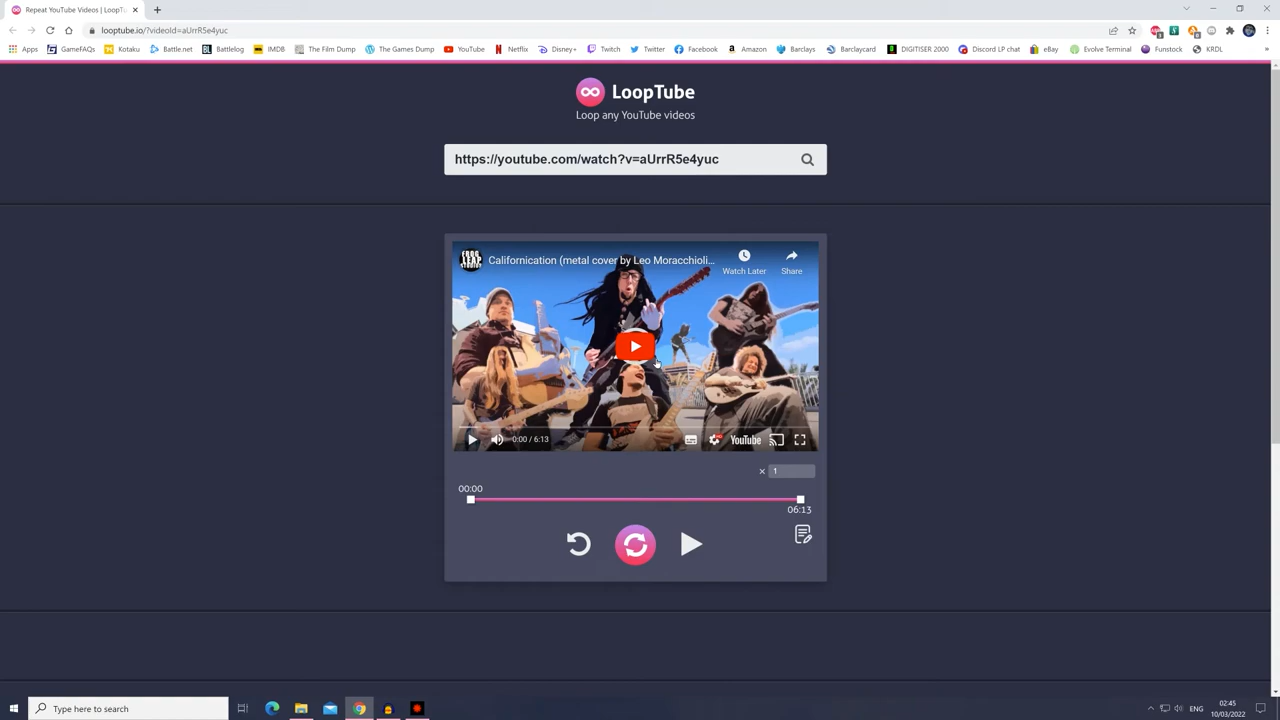 Repeat YouTube Videos | LoopTu
looptube.io/?videoId=aUrrR5e4yuc
Apps GameFAQs Kotaku Battle.net Battlelog IMDB The Film Dump The Games Dump YouTube Netflix Disney+ Twitch Twitter Facebook Amazon Barclays Barclaycard DIGITISER 2000 Discord LP chat eBay Evolve Terminal Funstock KRDL
LoopTube
Loop any YouTube videos
https://youtube.com/watch?v=aUrrR5e4yuc
FROG LEAP STUDIOS
Californication (metal cover by Leo Moracchioli...
Watch Later
Share
0:00 / 6:13
YouTube
× 1
00:00
06:13
Type here to search
ENG
02:45
10/03/2022